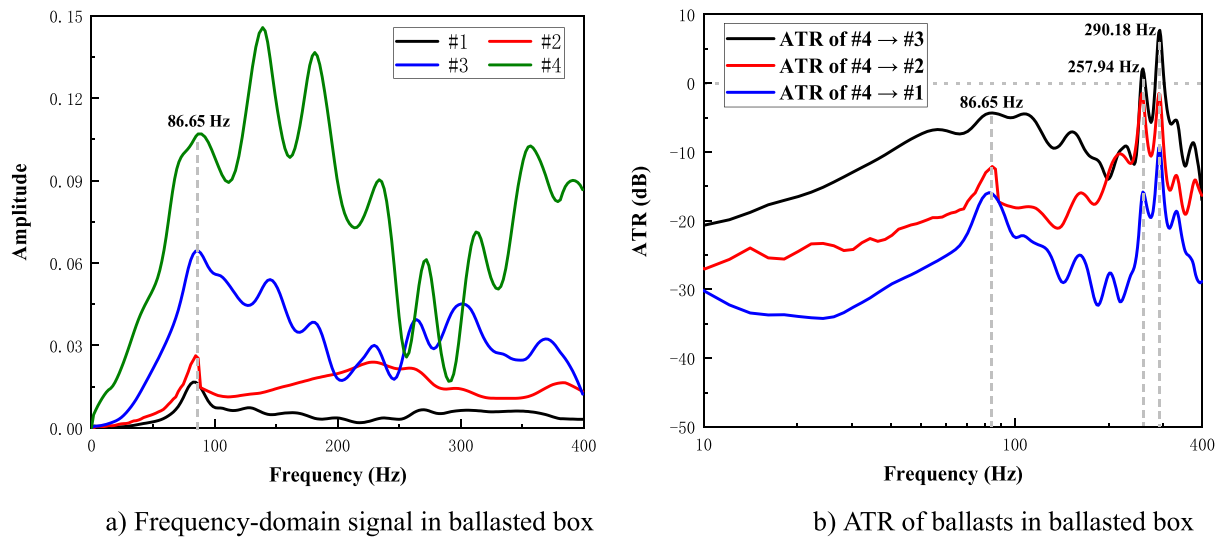 0.15
0.12
0.09
0.06
0.03
0.00
Amplitude
#1 #2
#3 #4
86.65 Hz
0 100 200 300 400
Frequency (Hz)
a) Frequency-domain signal in ballasted box
10
0
−10
−20
−30
−40
−50
ATR (dB)
ATR of #4 → #3
ATR of #4 → #2
ATR of #4 → #1
290.18 Hz
257.94 Hz
86.65 Hz
10 100 400
Frequency (Hz)
b) ATR of ballasts in ballasted box